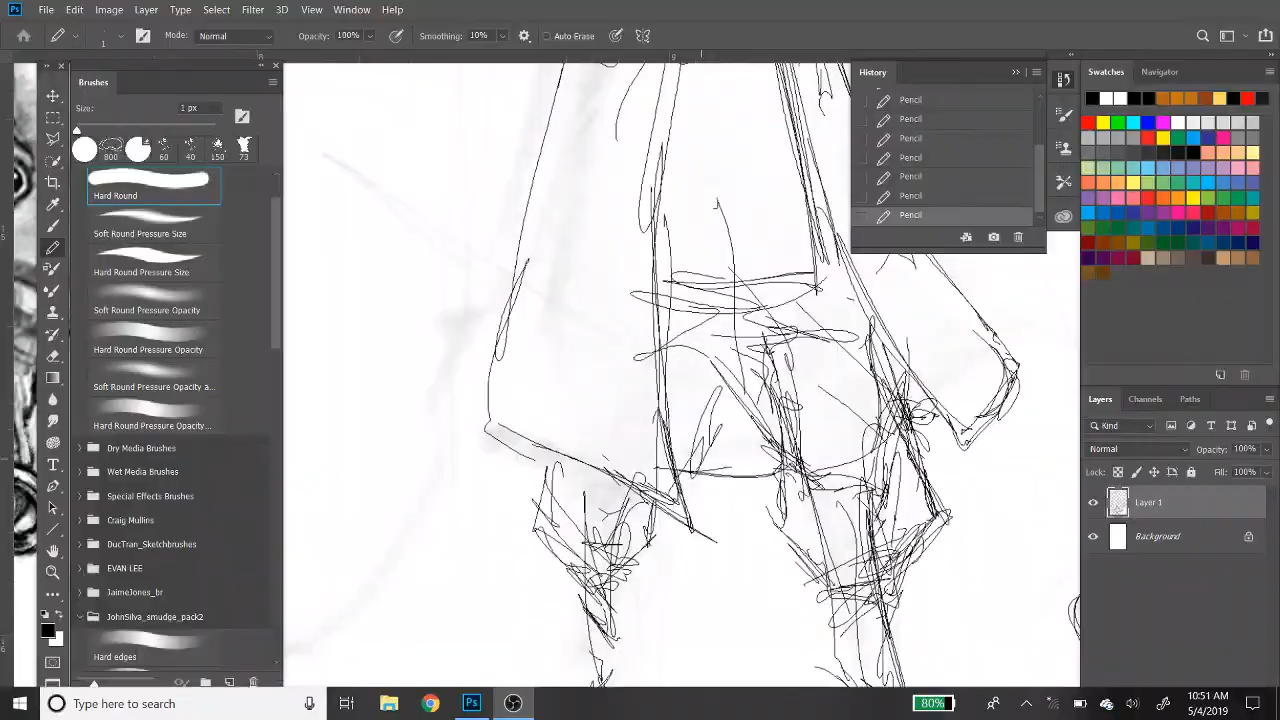 Ps File Edit Image Layer Type Select Filter 3D View Window Help
1 Mode: Normal Opacity: 100% Smoothing: 10% Auto Erase
Brushes
Size: 1 px
800 60 40 150 73
Hard Round
Soft Round Pressure Size
Hard Round Pressure Size
Soft Round Pressure Opacity
Hard Round Pressure Opacity
Soft Round Pressure Opacity a...
Hard Round Pressure Opacity...
Dry Media Brushes
Wet Media Brushes
Special Effects Brushes
Craig Mullins
DucTran_Sketchbrushes
EVAN LEE
JaimeJones_br
JohnSilva_smudge_pack2
Hard edges
History
Pencil
Pencil
Pencil
Pencil
Pencil
Pencil
Pencil
Swatches Navigator
Layers Channels Paths
Kind
Normal Opacity: 100%
Lock: Fill: 100%
Layer 1
Background
Type here to search
Ps
80%
10:51 AM
5/4/2019